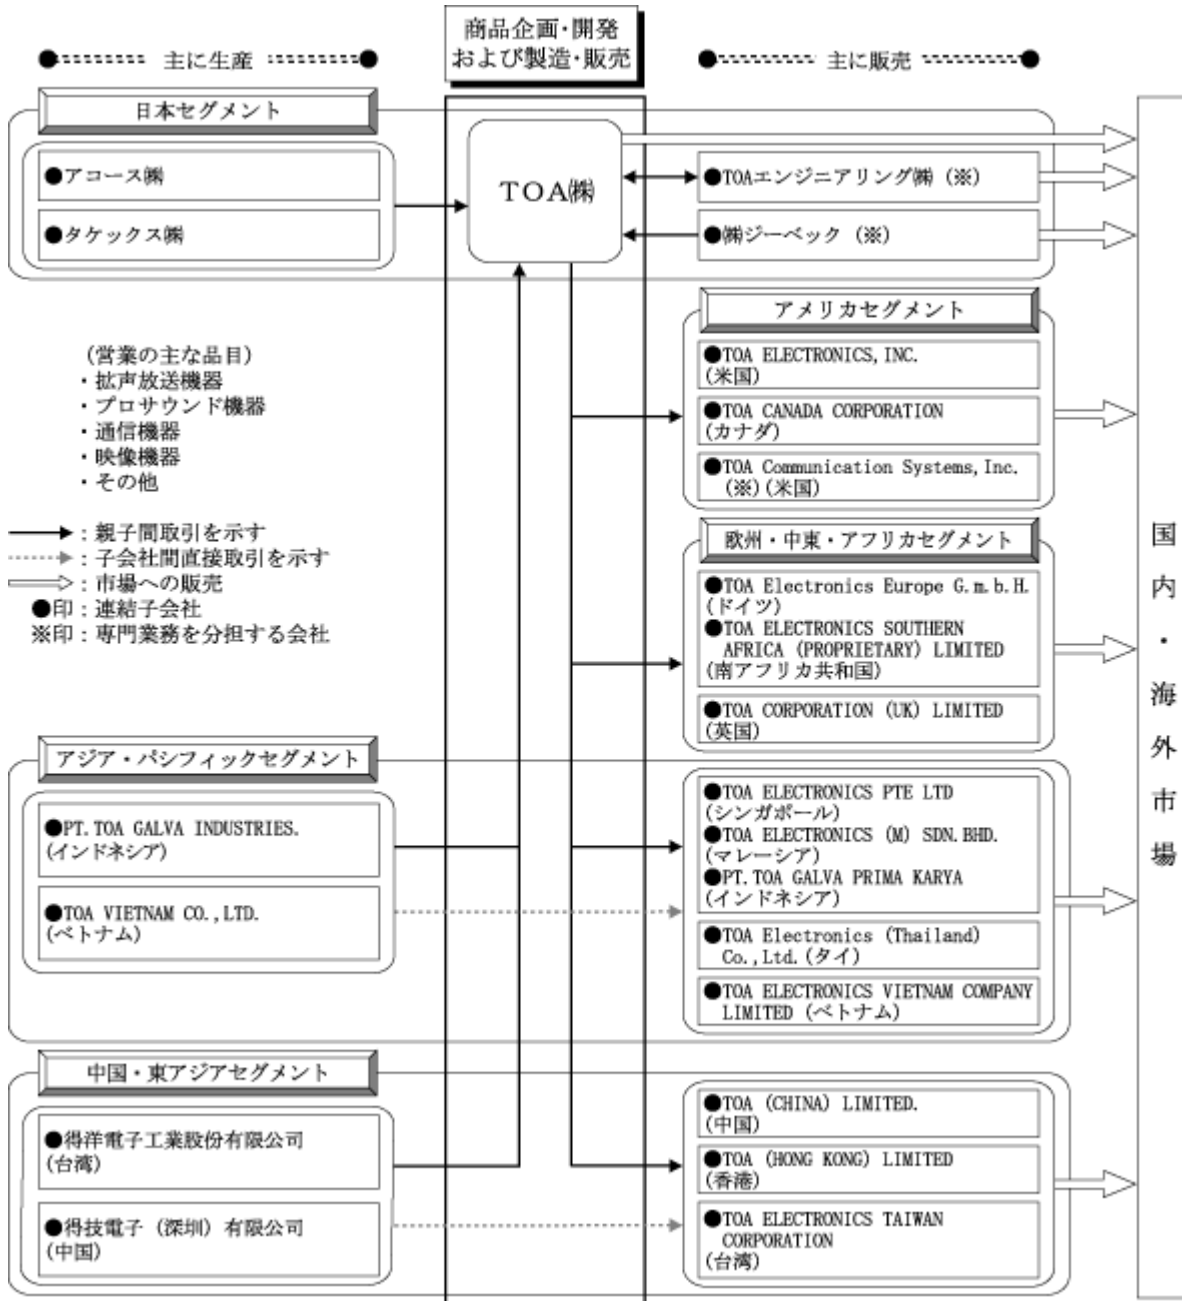 商品企画・開発
および製造・販売
主に生産
主に販売
日本セグメント
●アコース㈱
●タケックス㈱
TOA㈱
●TOAエンジニアリング㈱（※）
●㈱ジーベック（※）
アメリカセグメント
●TOA ELECTRONICS,INC.
(米国)
●TOA CANADA CORPORATION
(カナダ)
●TOA Communication Systems,Inc.
(※)(米国)
(営業の主な品目)
・拡声放送機器
・プロサウンド機器
・通信機器
・映像機器
・その他
：親子間取引を示す
：子会社間直接取引を示す
：市場への販売
●印：連結子会社
※印：専門業務を分担する会社
欧州・中東・アフリカセグメント
●TOA Electronics Europe G.m.b.H.
(ドイツ)
●TOA ELECTRONICS SOUTHERN
AFRICA (PROPRIETARY) LIMITED
(南アフリカ共和国)
●TOA CORPORATION (UK) LIMITED
(英国)
アジア・パシフィックセグメント
●PT.TOA GALVA INDUSTRIES.
(インドネシア)
●TOA VIETNAM CO.,LTD.
(ベトナム)
●TOA ELECTRONICS PTE LTD
(シンガポール)
●TOA ELECTRONICS (M) SDN.BHD.
(マレーシア)
●PT.TOA GALVA PRIMA KARYA
(インドネシア)
●TOA Electronics (Thailand)
Co.,Ltd.(タイ)
●TOA ELECTRONICS VIETNAM COMPANY
LIMITED (ベトナム)
中国・東アジアセグメント
●得洋電子工業股份有限公司
(台湾)
●得技電子（深圳）有限公司
(中国)
●TOA (CHINA) LIMITED.
(中国)
●TOA (HONG KONG) LIMITED
(香港)
●TOA ELECTRONICS TAIWAN
CORPORATION
(台湾)
国内・海外市場